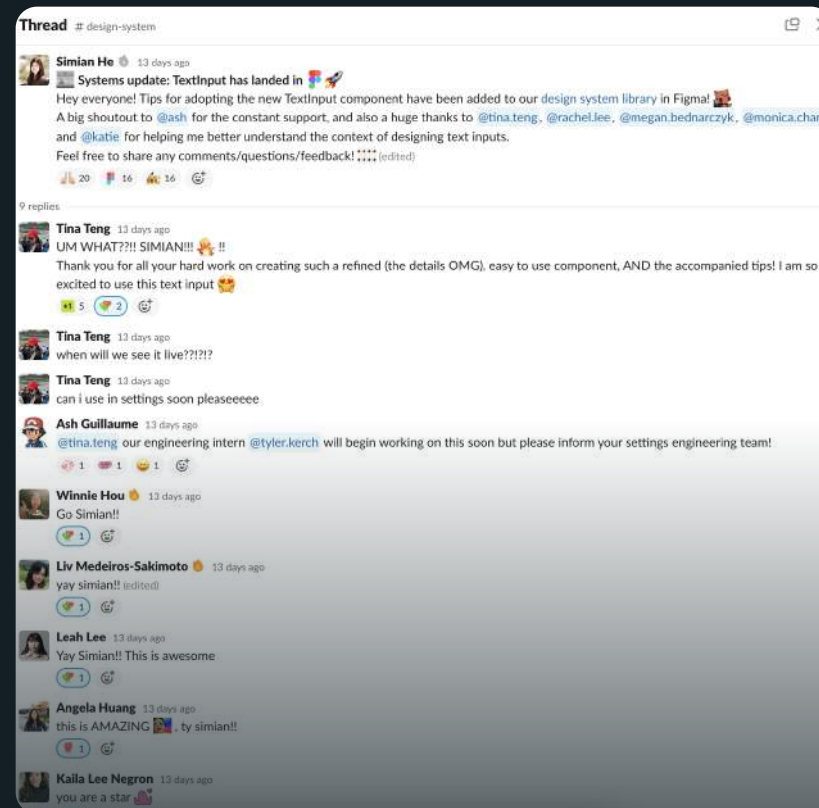 Thread # design-system
Simian He 13 days ago
Systems update: TextInput has landed in
Hey everyone! Tips for adopting the new TextInput component have been added to our design system library in Figma!
A big shoutout to @ash for the constant support, and also a huge thanks to @tina.teng, @rachel.lee, @megan.bednarczyk, @monica.char
and @katie for helping me better understand the context of designing text inputs.
Feel free to share any comments/questions/feedback! (edited)
20 16 16
9 replies
Tina Teng 13 days ago
UM WHAT??!! SIMIAN!!! !!
Thank you for all your hard work on creating such a refined (the details OMG), easy to use component, AND the accompanied tips! I am so
excited to use this text input
+1 5 2
Tina Teng 13 days ago
when will we see it live??!?!?
Tina Teng 13 days ago
can i use in settings soon pleaseeeee
Ash Guillaume 13 days ago
@tina.teng our engineering intern @tyler.kerch will begin working on this soon but please inform your settings engineering team!
1 1 1
Winnie Hou 13 days ago
Go Simian!!
1
Liv Medeiros-Sakimoto 13 days ago
yay simian!! (edited)
1
Leah Lee 13 days ago
Yay Simian!! This is awesome
1
Angela Huang 13 days ago
this is AMAZING , ty simian!!
1
Kaila Lee Negron 13 days ago
you are a star